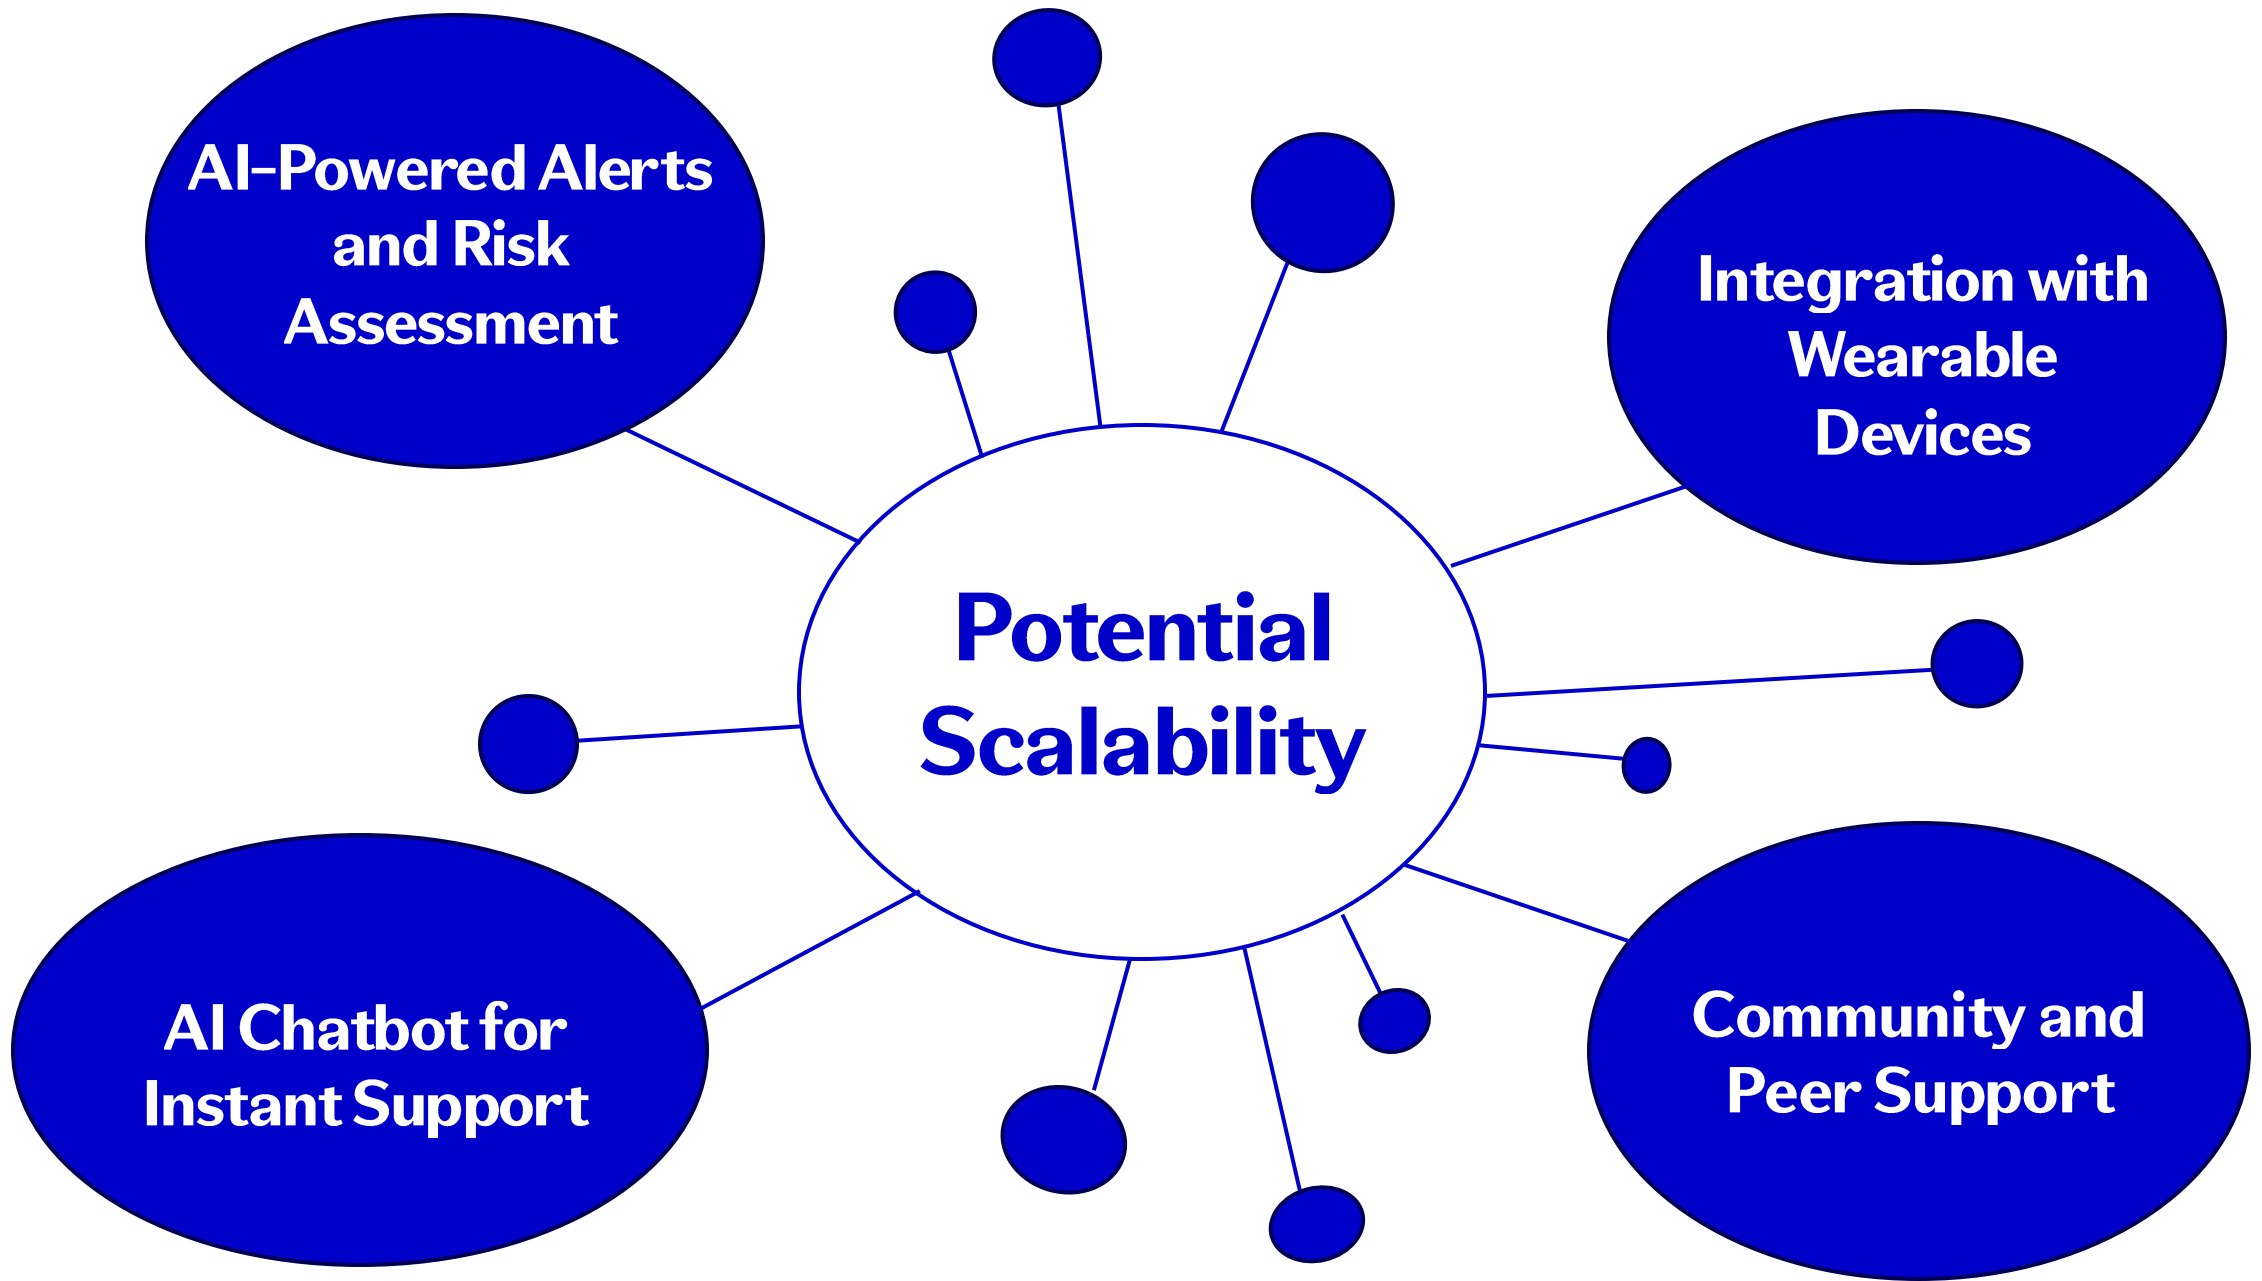 AI-Powered Alerts
and Risk
Assessment
Integration with
Wearable
Devices
Potential
Scalability
AI Chatbot for
Instant Support
Community and
Peer Support